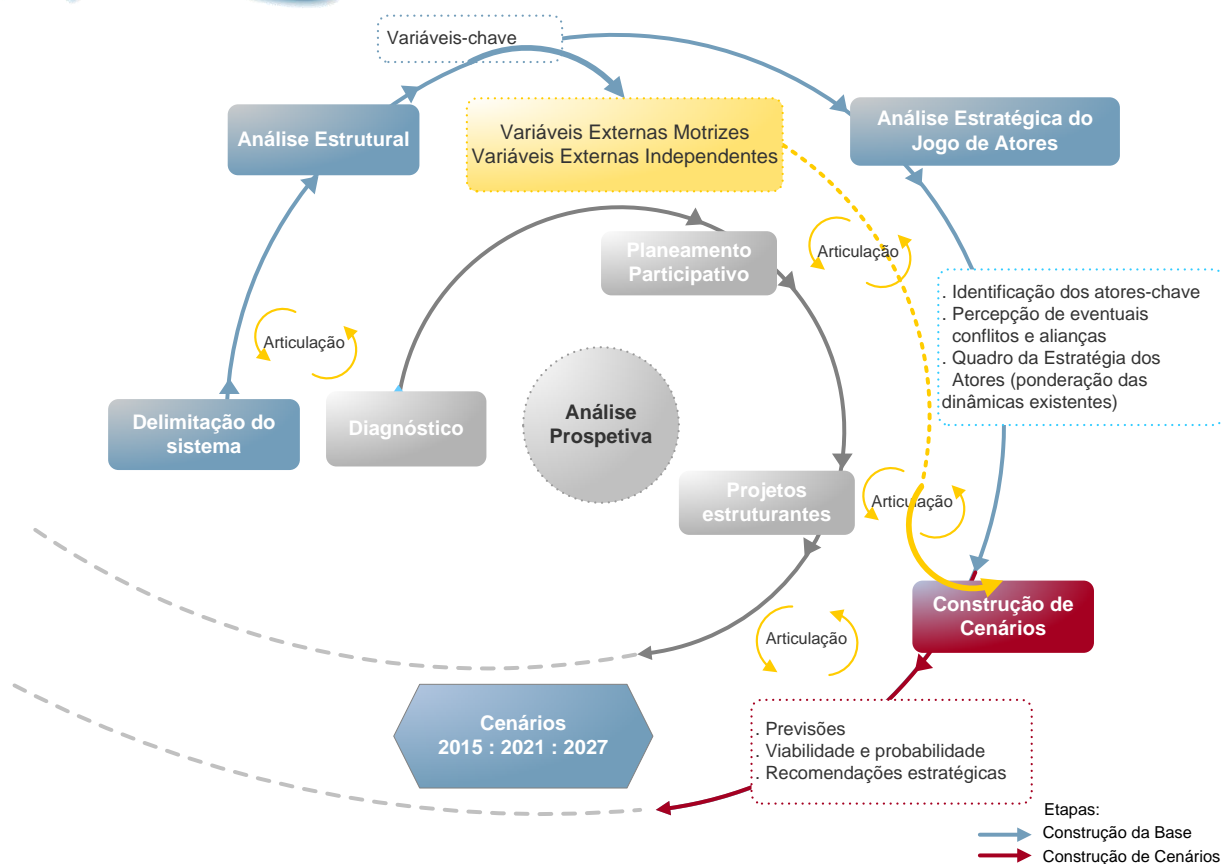 Variáveis-chave
Análise Estrutural
Variáveis Externas Motrizes
Variáveis Externas Independentes
Análise Estratégica do
Jogo de Atores
Planeamento
Participativo
Articulação
Articulação
. Identificação dos atores-chave
. Percepção de eventuais
conflitos e alianças
. Quadro da Estratégia dos
Atores (ponderação das
dinâmicas existentes)
Delimitação do
sistema
Diagnóstico
Análise
Prospetiva
Projetos
estruturantes
Articulação
Construção de
Cenários
Articulação
Cenários
2015 : 2021 : 2027
. Previsões
. Viabilidade e probabilidade
. Recomendações estratégicas
Etapas:
Construção da Base
Construção de Cenários